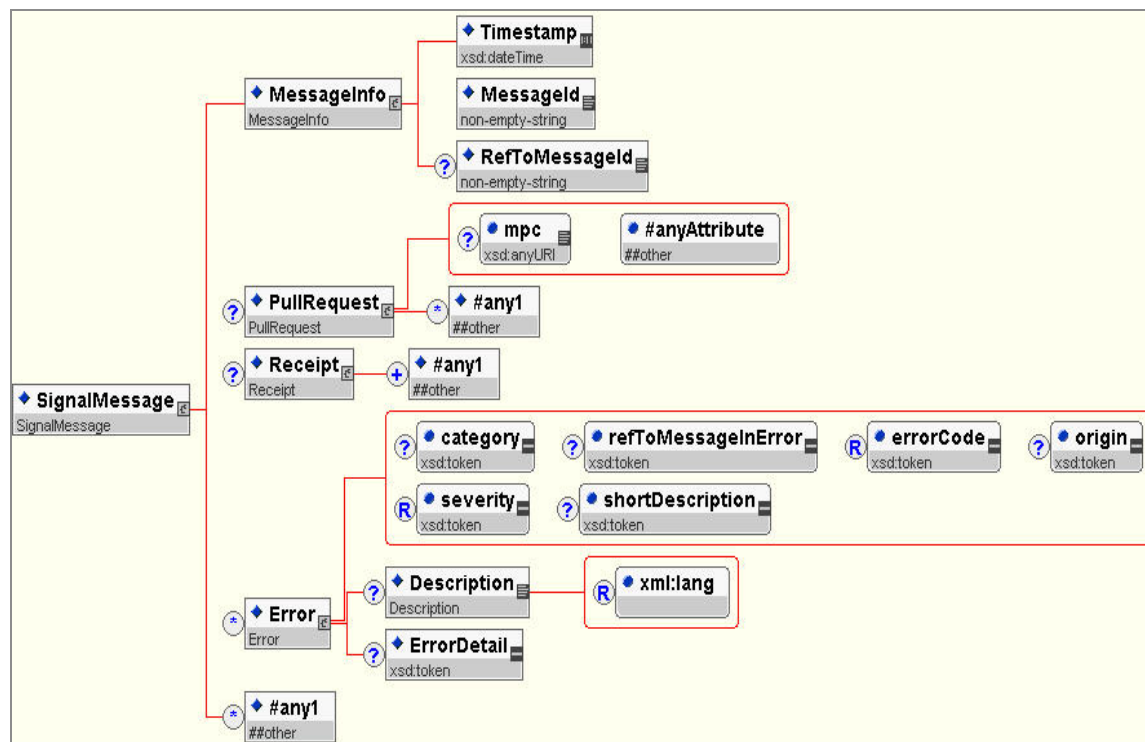 Timestamp
xsd:dateTime
MessageInfo
MessageInfo
MessageId
non-empty-string
? RefToMessageId
non-empty-string
? mpc #anyAttribute
xsd:anyURI ##other
? PullRequest * #any1
PullRequest ##other
? Receipt + #any1
Receipt ##other
SignalMessage
SignalMessage
? category ? refToMessageInError R errorCode ? origin
xsd:token xsd:token xsd:token xsd:token
R severity ? shortDescription
xsd:token xsd:token
? Description R xml:lang
Description
* Error
Error
? ErrorDetail
xsd:token
* #any1
##other